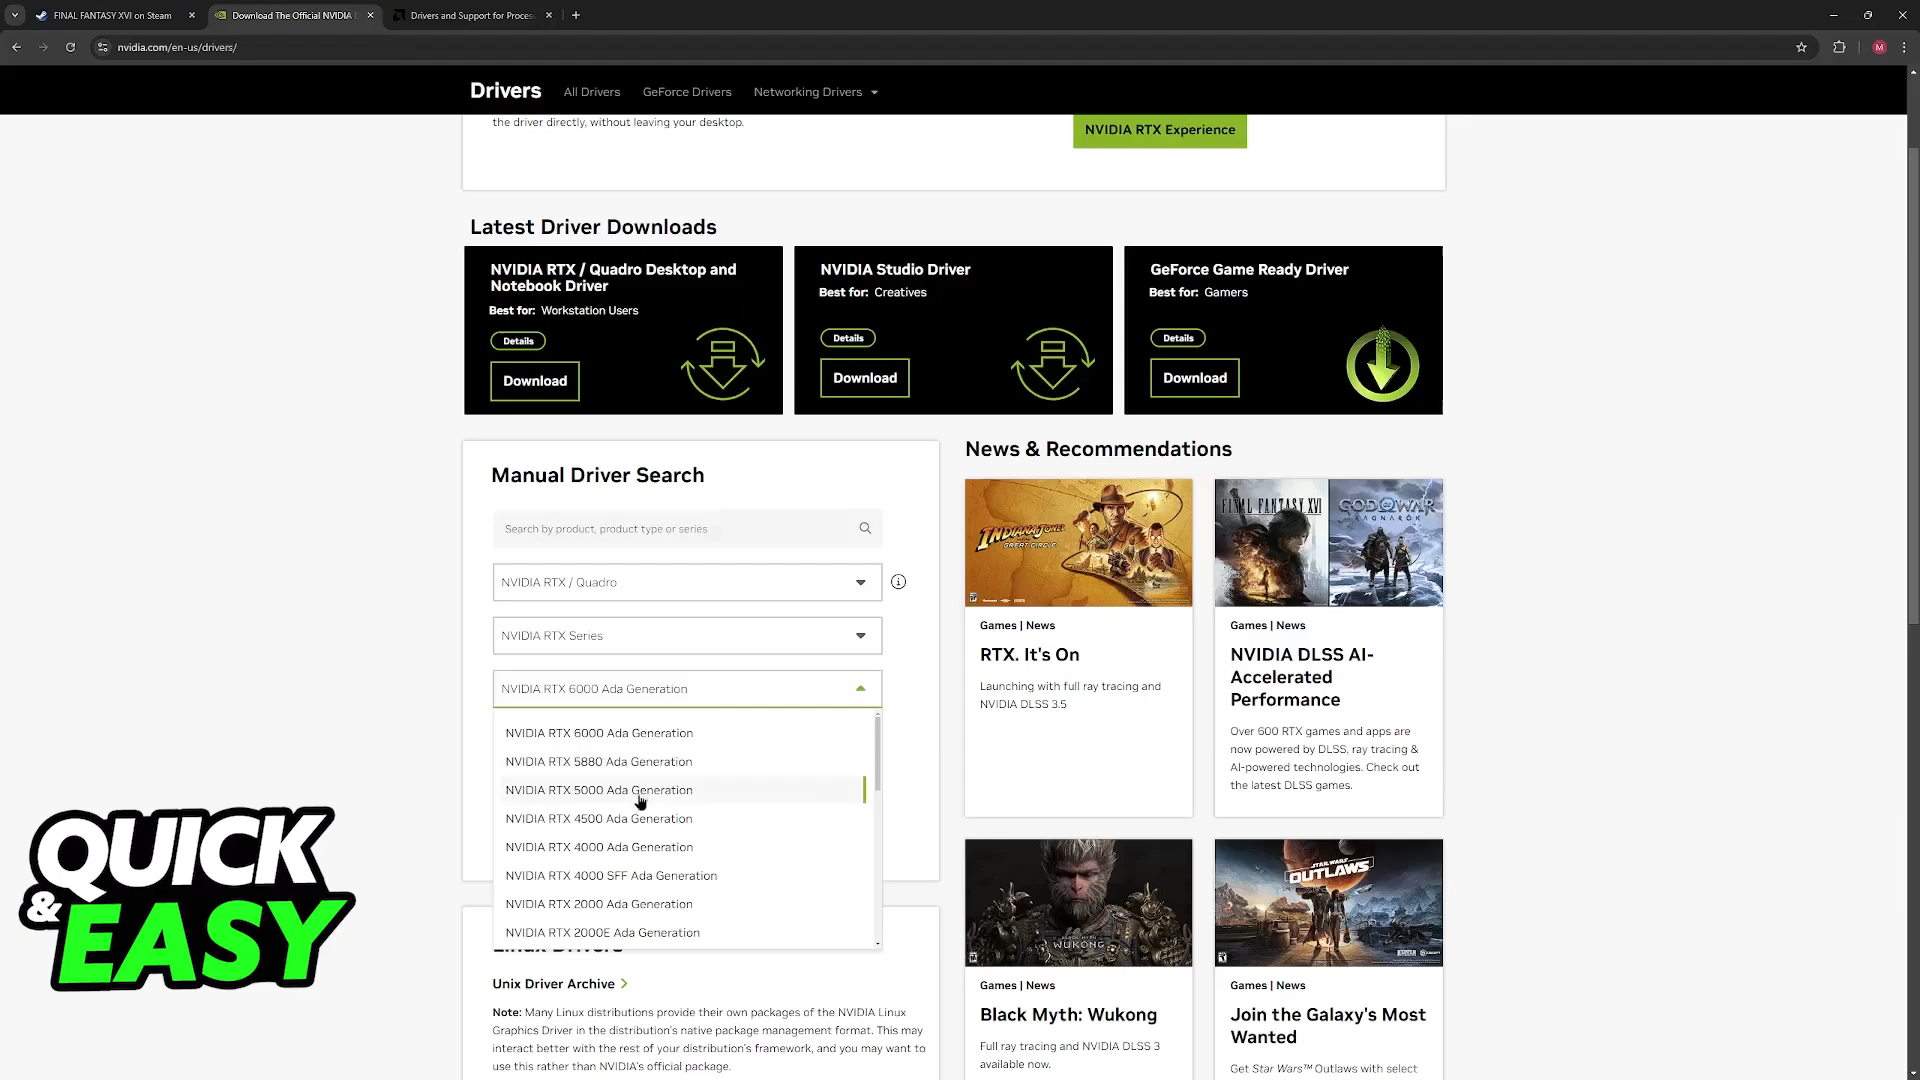 FINAL FANTASY XVI on Steam
Download The Official NVIDIA
Drivers and Support for Proces
nvidia.com/en-us/drivers/
M
Drivers
All Drivers
GeForce Drivers
Networking Drivers
the driver directly, without leaving your desktop.
NVIDIA RTX Experience
Latest Driver Downloads
NVIDIA RTX / Quadro Desktop and
Notebook Driver
Best for: Workstation Users
Details
Download
NVIDIA Studio Driver
Best for: Creatives
Details
Download
GeForce Game Ready Driver
Best for: Gamers
Details
Download
Manual Driver Search
Search by product, product type or series
NVIDIA RTX / Quadro
NVIDIA RTX Series
NVIDIA RTX 6000 Ada Generation
NVIDIA RTX 6000 Ada Generation
NVIDIA RTX 5880 Ada Generation
NVIDIA RTX 5000 Ada Generation
NVIDIA RTX 4500 Ada Generation
NVIDIA RTX 4000 Ada Generation
NVIDIA RTX 4000 SFF Ada Generation
NVIDIA RTX 2000 Ada Generation
NVIDIA RTX 2000E Ada Generation
Linux Drivers
Unix Driver Archive
Note: Many Linux distributions provide their own packages of the NVIDIA Linux
Graphics Driver in the distribution's native package management format. This may
interact better with the rest of your distribution's framework, and you may want to
use this rather than NVIDIA's official package.
News & Recommendations
INDIANA JONES
GREAT CIRCLE
Games | News
RTX. It's On
Launching with full ray tracing and
NVIDIA DLSS 3.5
FINAL FANTASY XVI
GOD OF WAR
RAGNARÖK
Games | News
NVIDIA DLSS AI-
Accelerated
Performance
Over 600 RTX games and apps are
now powered by DLSS, ray tracing &
AI-powered technologies. Check out
the latest DLSS games.
BLACK MYTH
WUKONG
Games | News
Black Myth: Wukong
Full ray tracing and NVIDIA DLSS 3
available now.
STAR WARS
OUTLAWS
Games | News
Join the Galaxy's Most
Wanted
Get Star Wars™ Outlaws with select
QUICK
& EASY